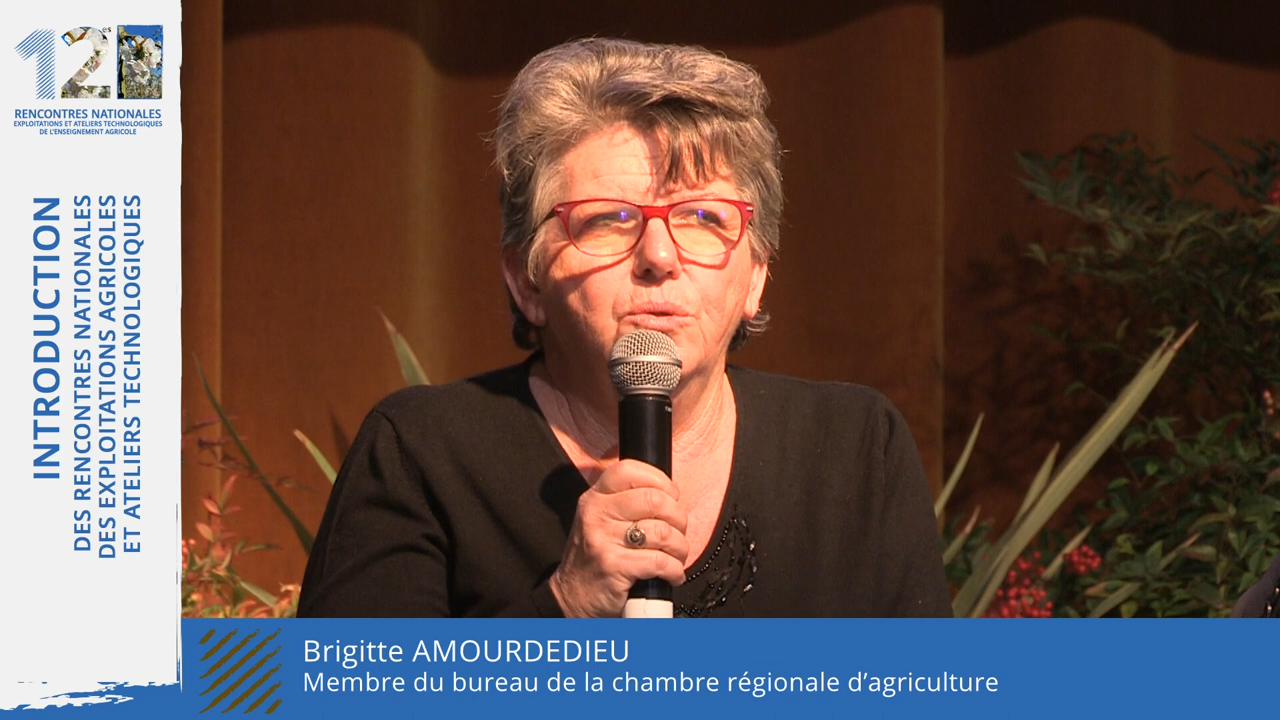 12es
RENCONTRES NATIONALES
EXPLOITATIONS ET ATELIERS TECHNOLOGIQUES
DE L'ENSEIGNEMENT AGRICOLE
INTRODUCTION
DES RENCONTRES NATIONALES
DES EXPLOITATIONS AGRICOLES
ET ATELIERS TECHNOLOGIQUES
Brigitte AMOURDEDIEU
Membre du bureau de la chambre régionale d’agriculture